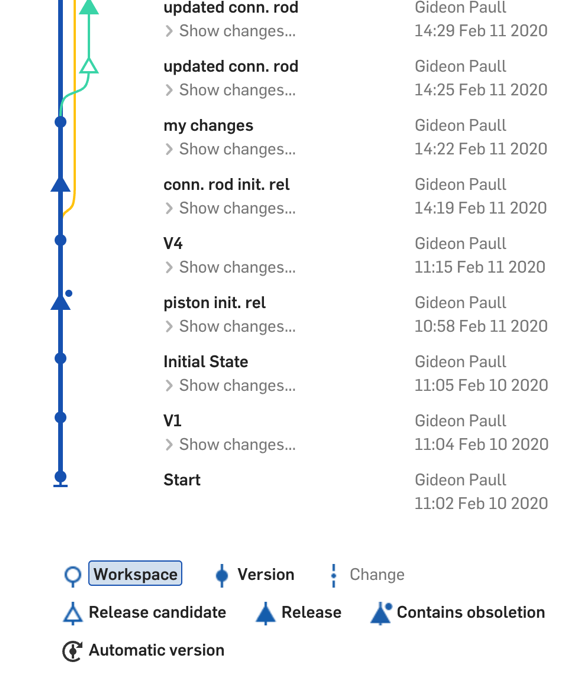 updated conn. rod Gideon Paull
> Show changes... 14:29 Feb 11 2020
updated conn. rod Gideon Paull
> Show changes... 14:25 Feb 11 2020
my changes Gideon Paull
> Show changes... 14:22 Feb 11 2020
conn. rod init. rel Gideon Paull
> Show changes... 14:19 Feb 11 2020
V4 Gideon Paull
> Show changes... 11:15 Feb 11 2020
piston init. rel Gideon Paull
> Show changes... 10:58 Feb 11 2020
Initial State Gideon Paull
> Show changes... 11:05 Feb 10 2020
V1 Gideon Paull
> Show changes... 11:04 Feb 10 2020
Start Gideon Paull
11:02 Feb 10 2020
Workspace Version Change
Release candidate Release Contains obsoletion
Automatic version